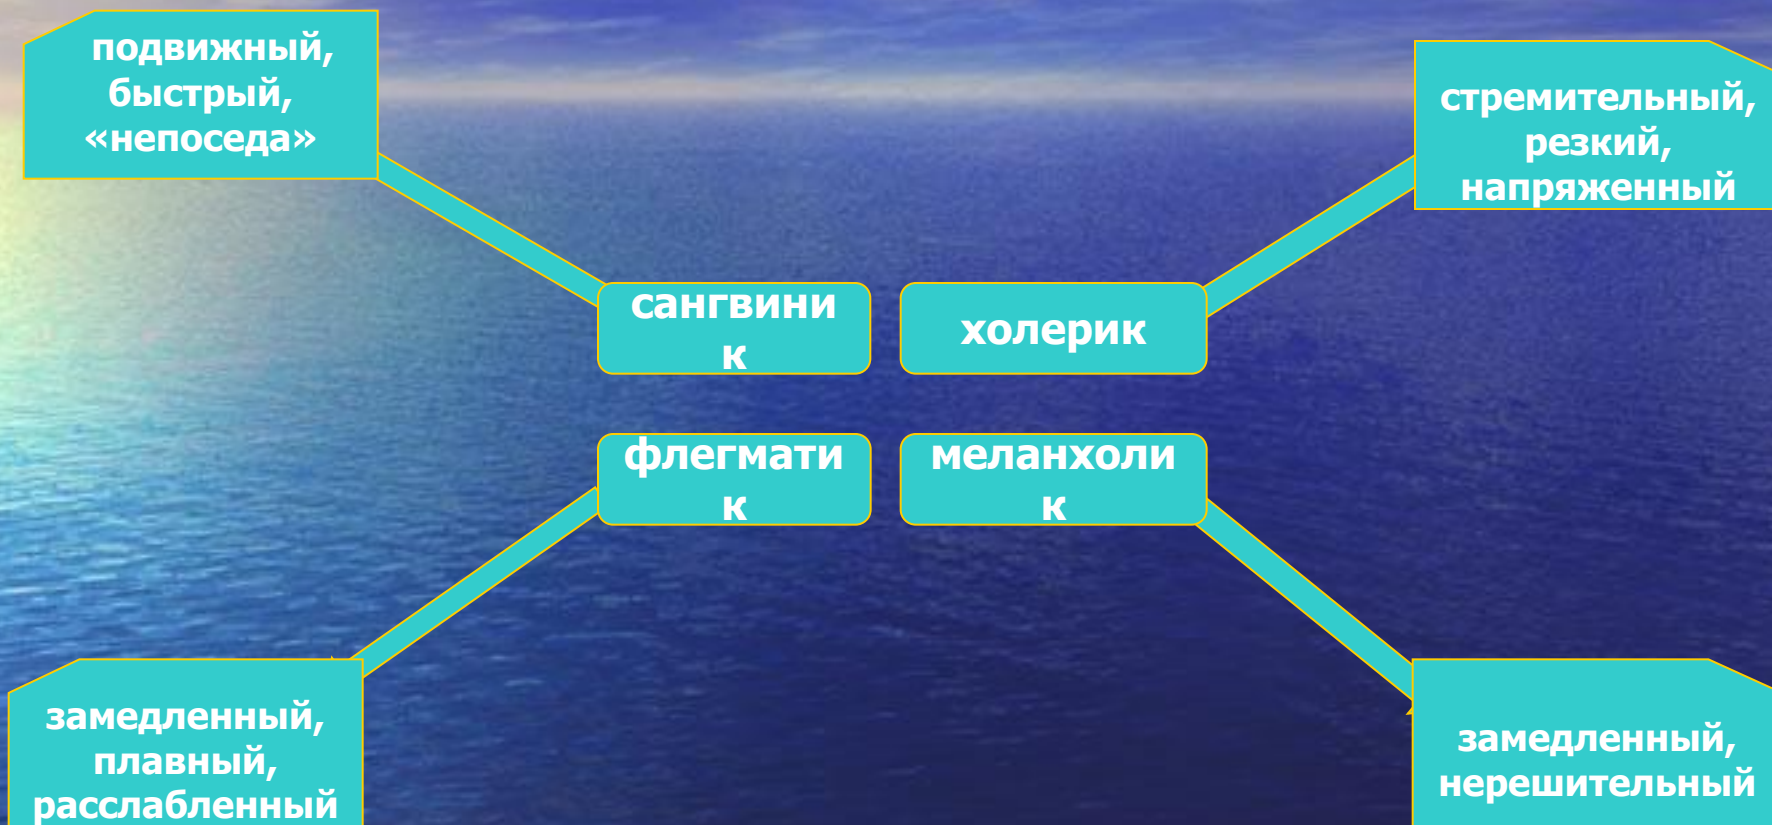 подвижный,
быстрый,
«непоседа»
стремительный,
резкий,
напряженный
сангвини
к
холерик
флегмати
к
меланхоли
к
замедленный,
плавный,
расслабленный
замедленный,
нерешительный